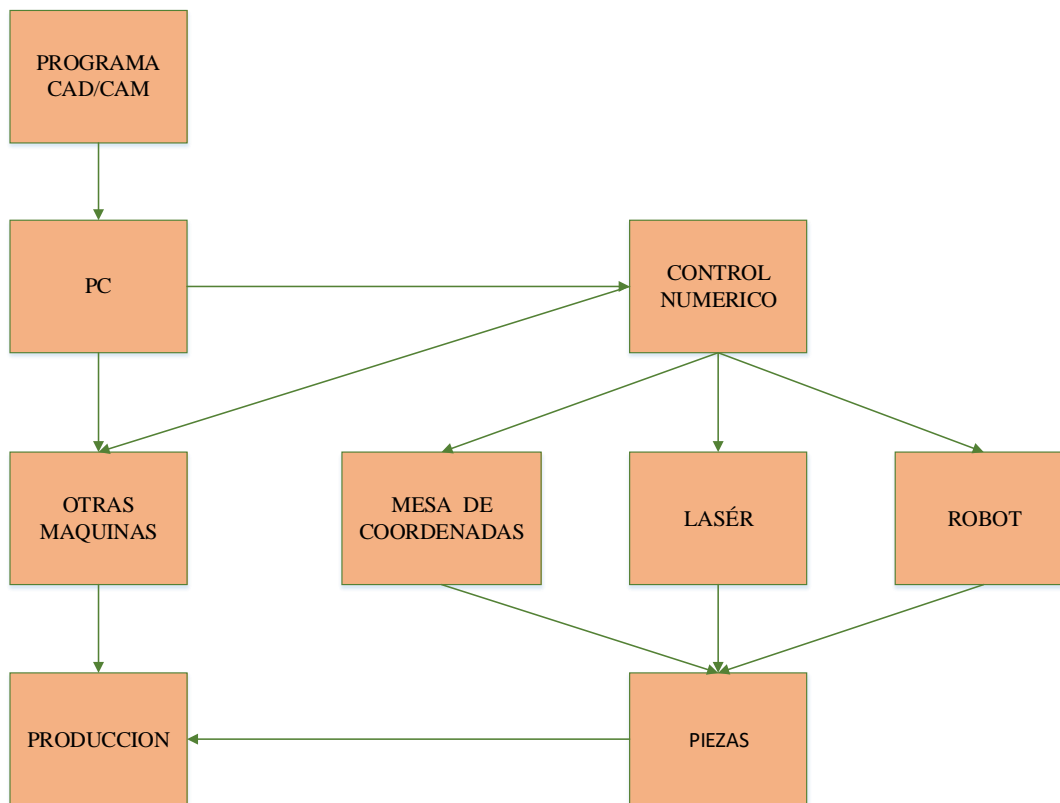 PROGRAMA
CAD/CAM
PC
CONTROL
NUMERICO
OTRAS
MAQUINAS
MESA DE
COORDENADAS
LASÉR
ROBOT
PRODUCCION
PIEZAS